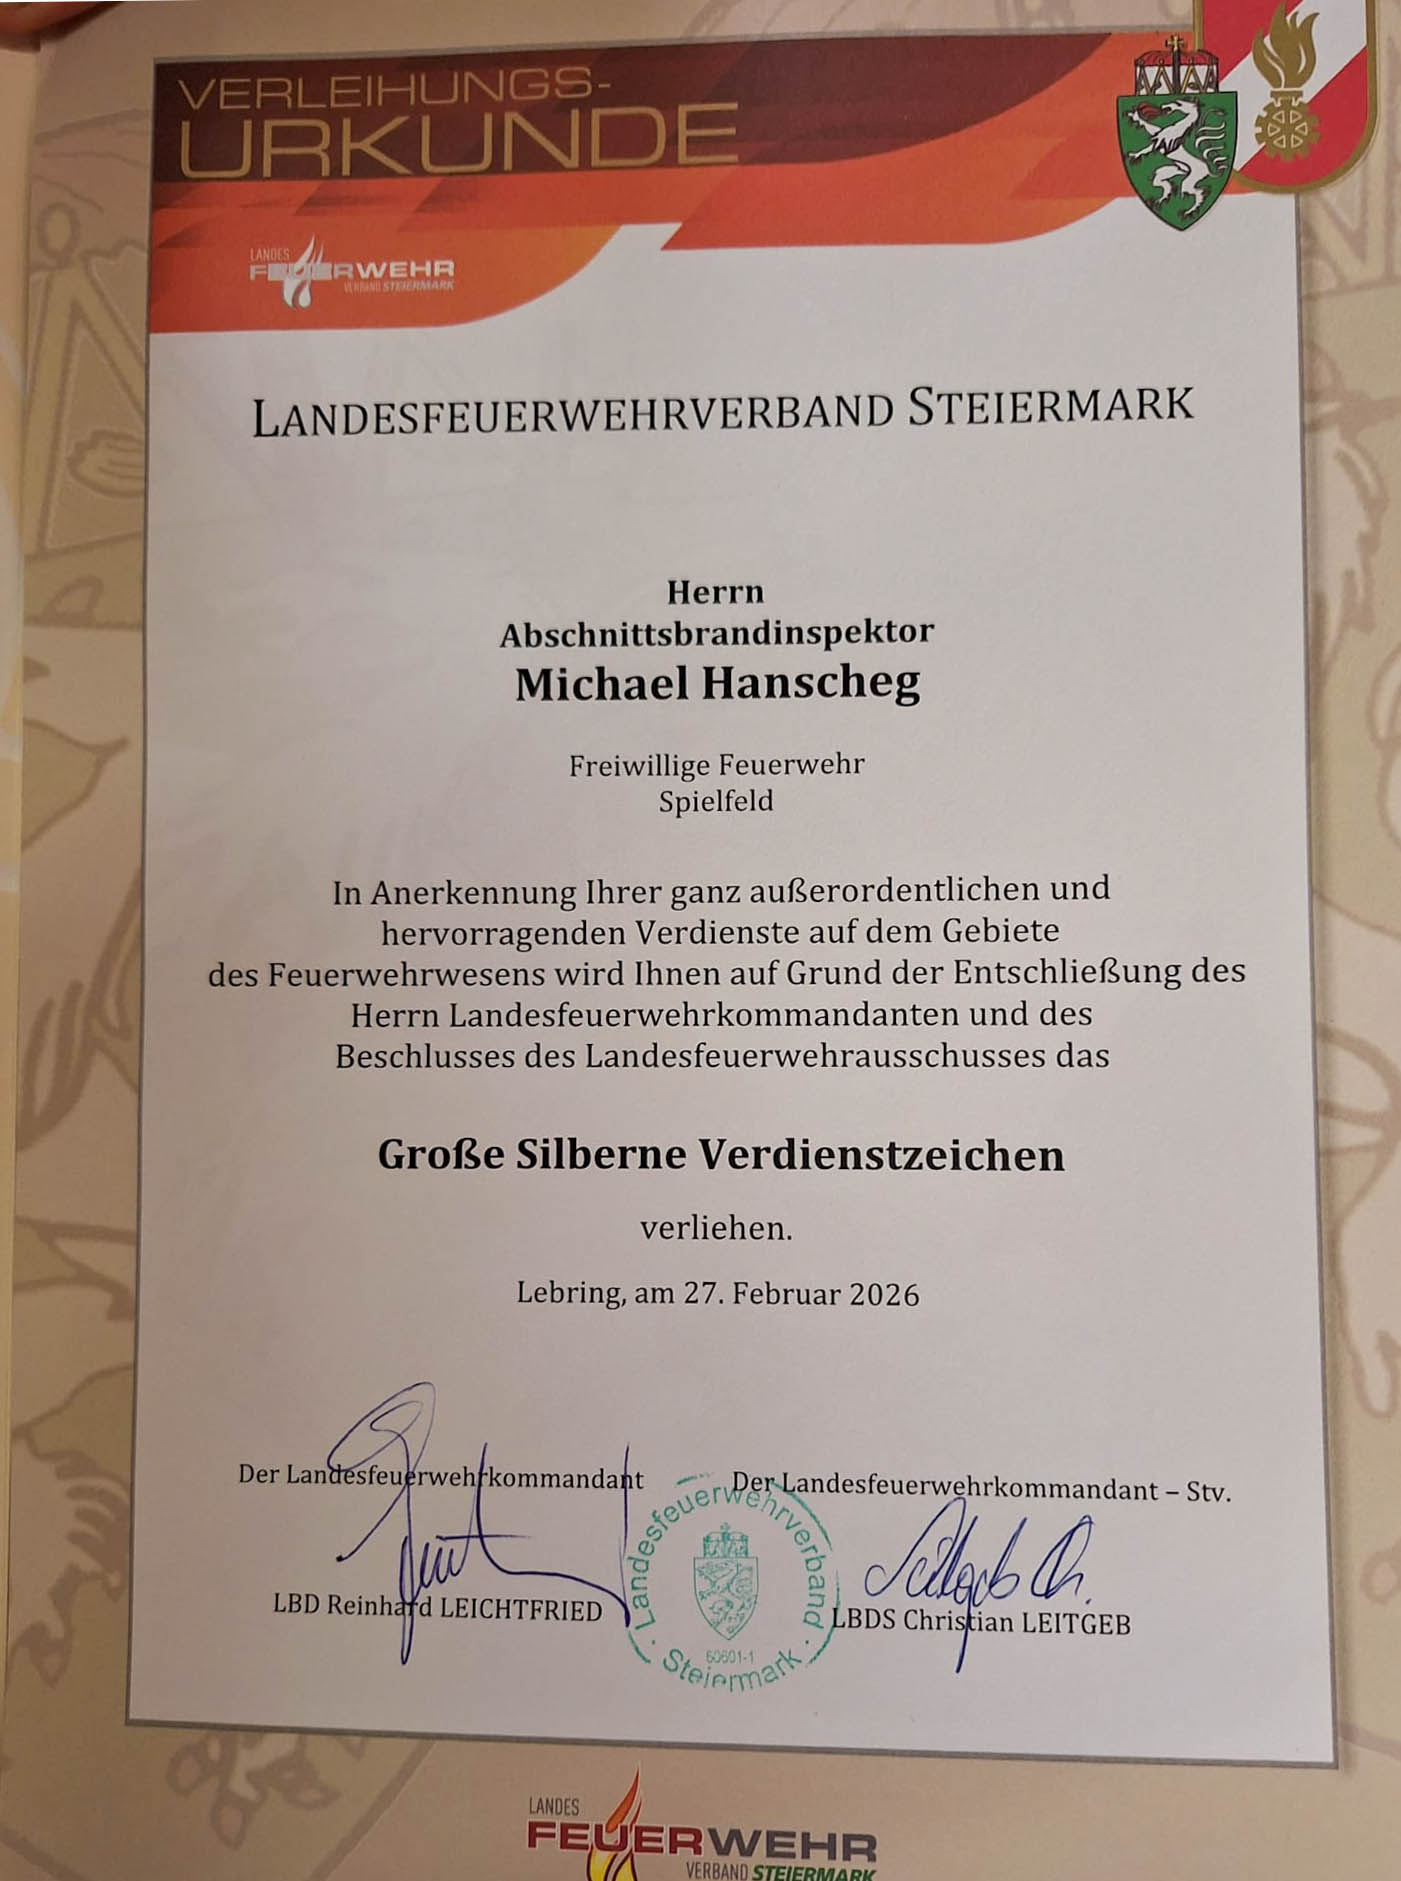 VERLEIHUNGS-
URKUNDE
LANDES
FEUERWEHR
VERBAND STEIERMARK
LANDESFEUERWEHRVERBAND STEIERMARK
Herrn
Abschnittsbrandinspektor
Michael Hanscheg
Freiwillige Feuerwehr
Spielfeld
In Anerkennung Ihrer ganz außerordentlichen und
hervorragenden Verdienste auf dem Gebiete
des Feuerwehrwesens wird Ihnen auf Grund der Entschließung des
Herrn Landesfeuerwehrkommandanten und des
Beschlusses des Landesfeuerwehrausschusses das
Große Silberne Verdienstzeichen
verliehen.
Lebring, am 27. Februar 2026
Der Landesfeuerwehrkommandant
Der Landesfeuerwehrkommandant – Stv.
LBD Reinhard LEICHTFRIED
LBDS Christian LEITGEB
Landesfeuerwehrverband
60601-1
Steiermark
LANDES
FEUERWEHR
VERBAND STEIERMARK